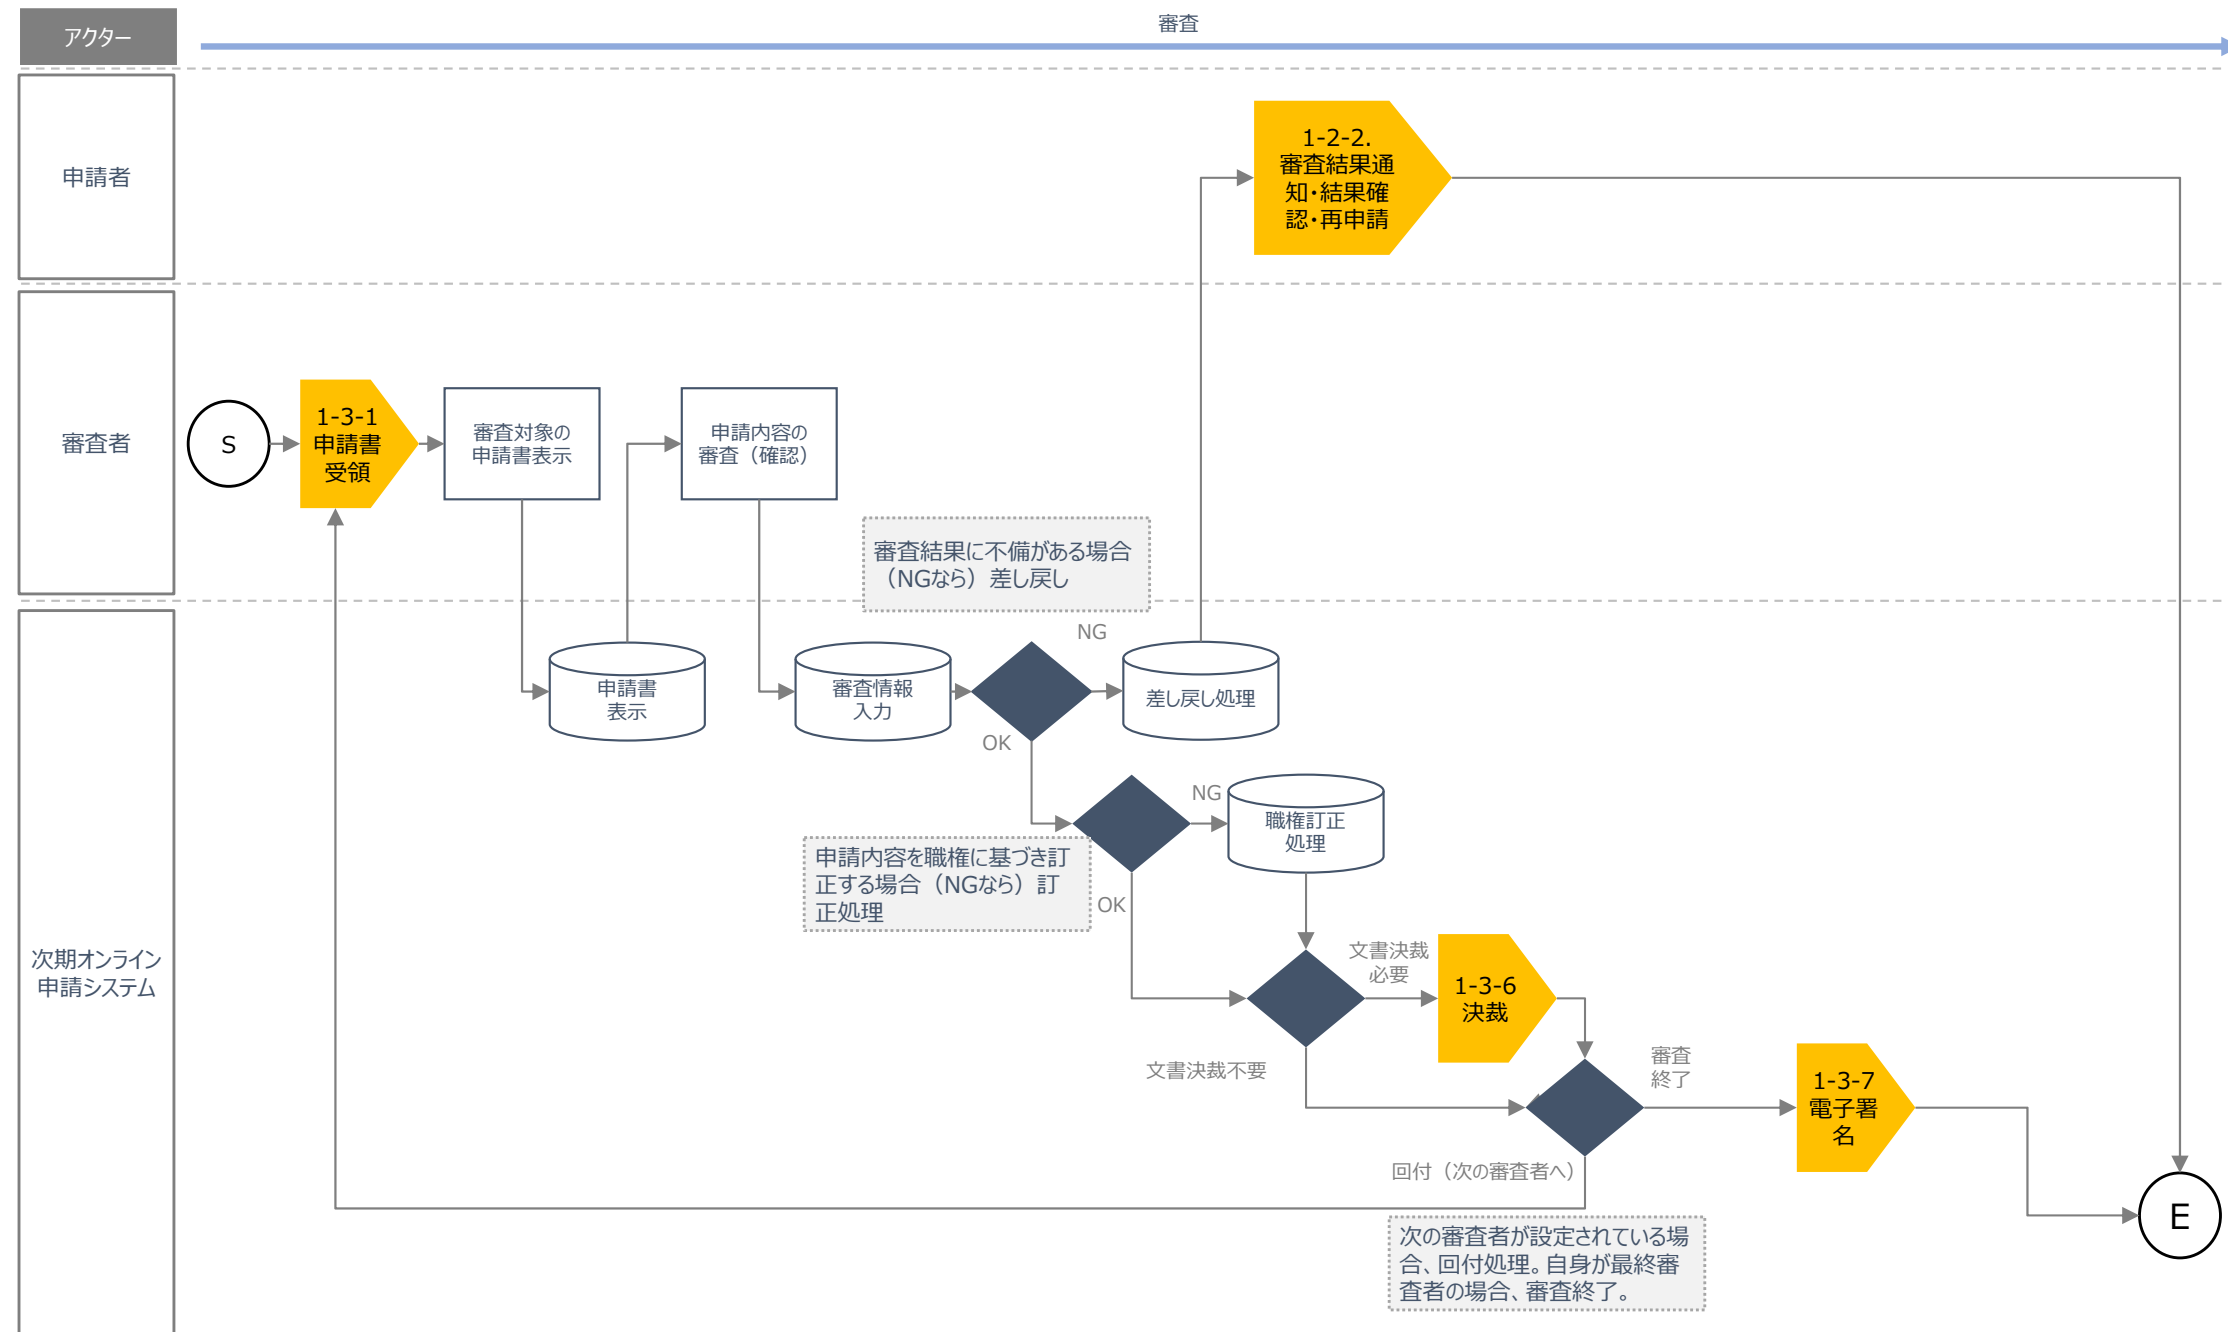 アクター
審査
申請者
1-2-2.
審査結果通
知・結果確
認・再申請
審査者
S
1-3-1
申請書
受領
審査対象の
申請書表示
申請内容の
審査（確認）
審査結果に不備がある場合
（NGなら）差し戻し
次期オンライン
申請システム
申請書
表示
審査情報
入力
NG
OK
差し戻し処理
NG
職権訂正
処理
申請内容を職権に基づき訂
正する場合（NGなら）訂
正処理
OK
文書決裁
必要
1-3-6
決裁
文書決裁不要
審査
終了
1-3-7
電子署
名
回付（次の審査者へ）
次の審査者が設定されている場
合、回付処理。自身が最終審
査者の場合、審査終了。
E